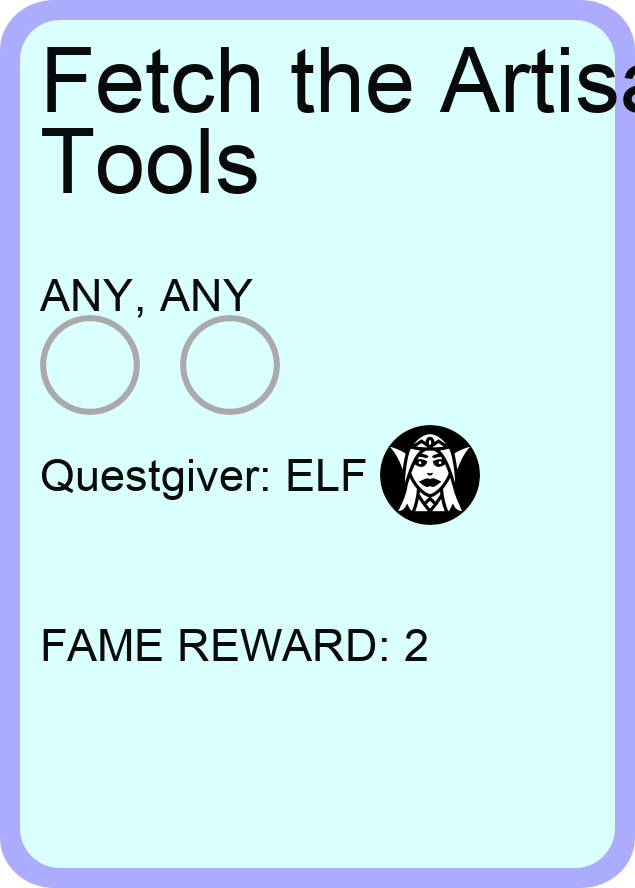 Fetch the Artisa
Tools
ANY, ANY
Questgiver: ELF
FAME REWARD: 2